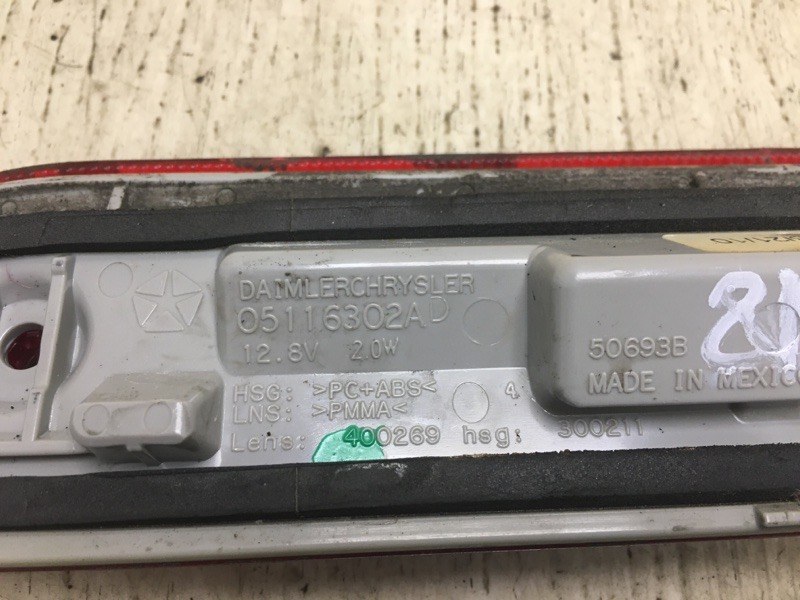 DAIMLERCHRYSLER
05116302AD
12.8V 2.0W
HSG: >PC+ABS< 4
LNS: >PMMA<
Lens: 400269 hsg: 300211
50693B
MADE IN MEXICO